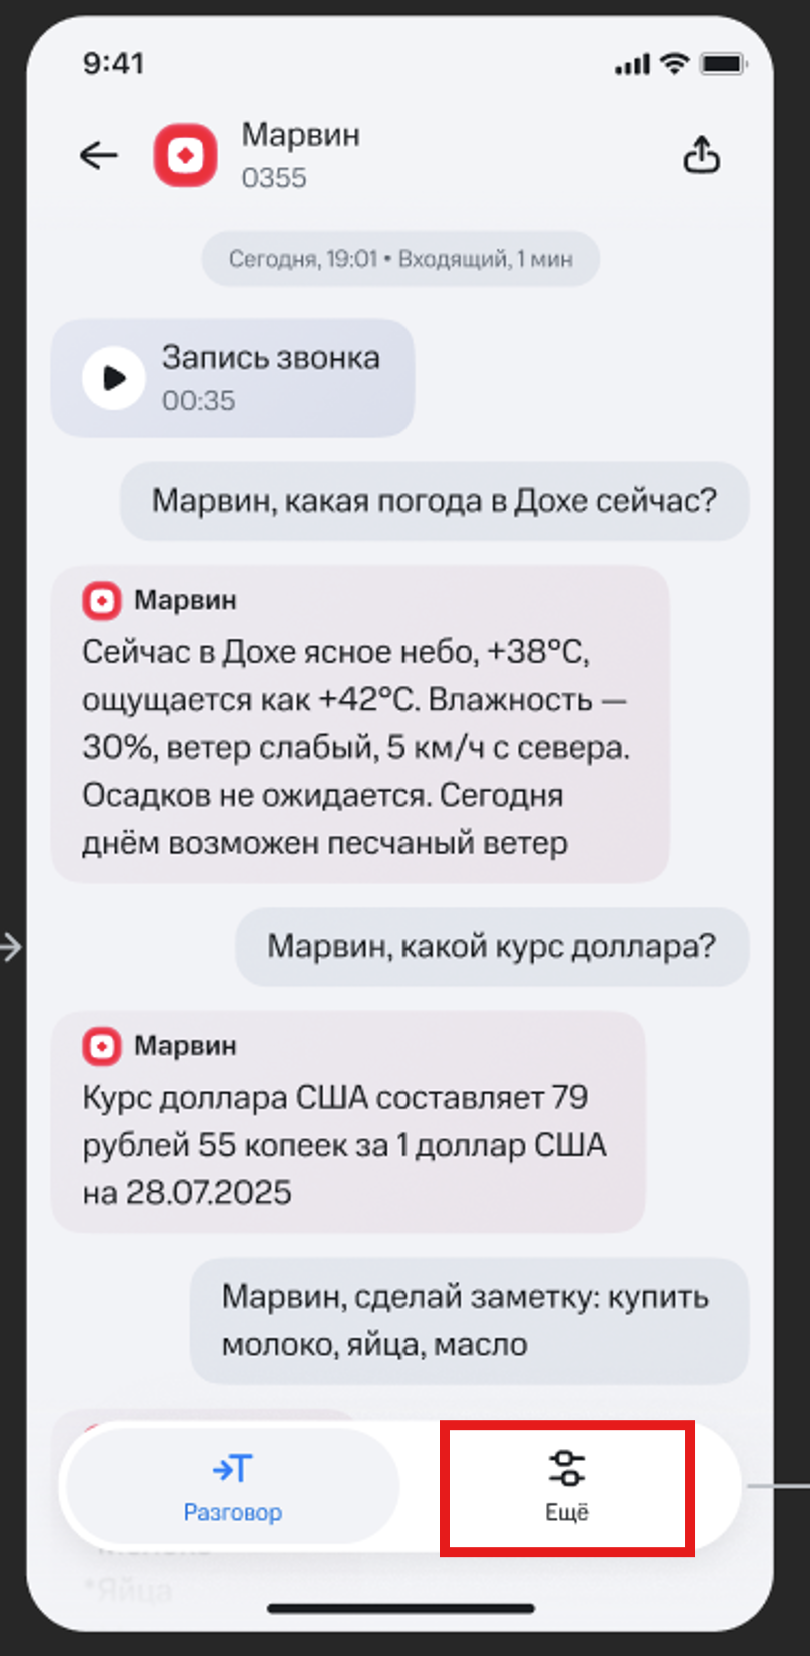 9:41
Марвин
0355
Сегодня, 19:01 • Входящий, 1 мин
Запись звонка
00:35
Марвин, какая погода в Дохе сейчас?
Марвин
Сейчас в Дохе ясное небо, +38°C,
ощущается как +42°C. Влажность —
30%, ветер слабый, 5 км/ч с севера.
Осадков не ожидается. Сегодня
днём возможен песчаный ветер
Марвин, какой курс доллара?
Марвин
Курс доллара США составляет 79
рублей 55 копеек за 1 доллар США
на 28.07.2025
Марвин, сделай заметку: купить
молоко, яйца, масло
Разговор
Ещё
*Яйца